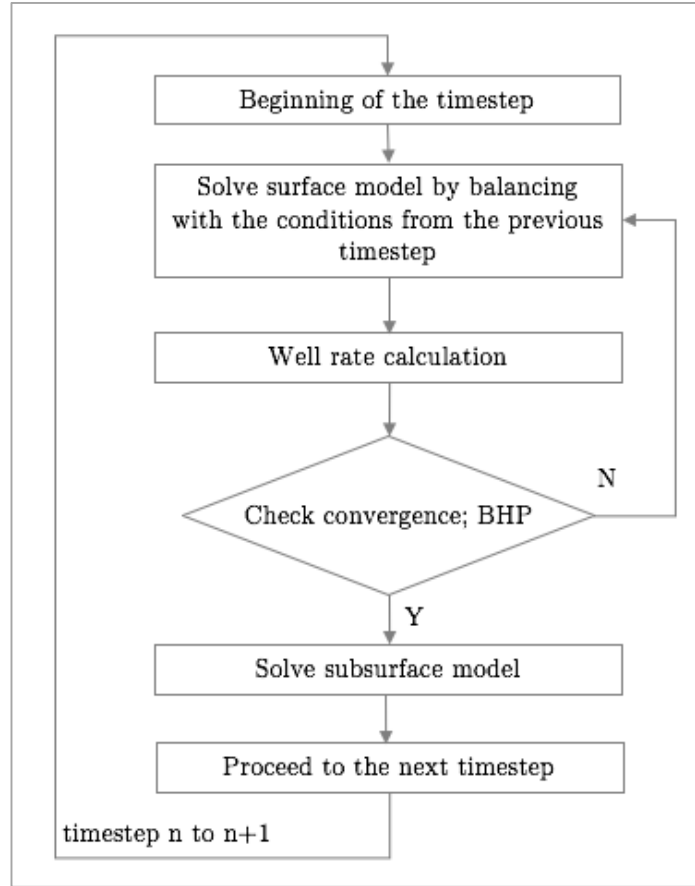 Beginning of the timestep
Solve surface model by balancing
with the conditions from the previous
timestep
Well rate calculation
N
Check convergence; BHP
Y
Solve subsurface model
Proceed to the next timestep
timestep n to n+1